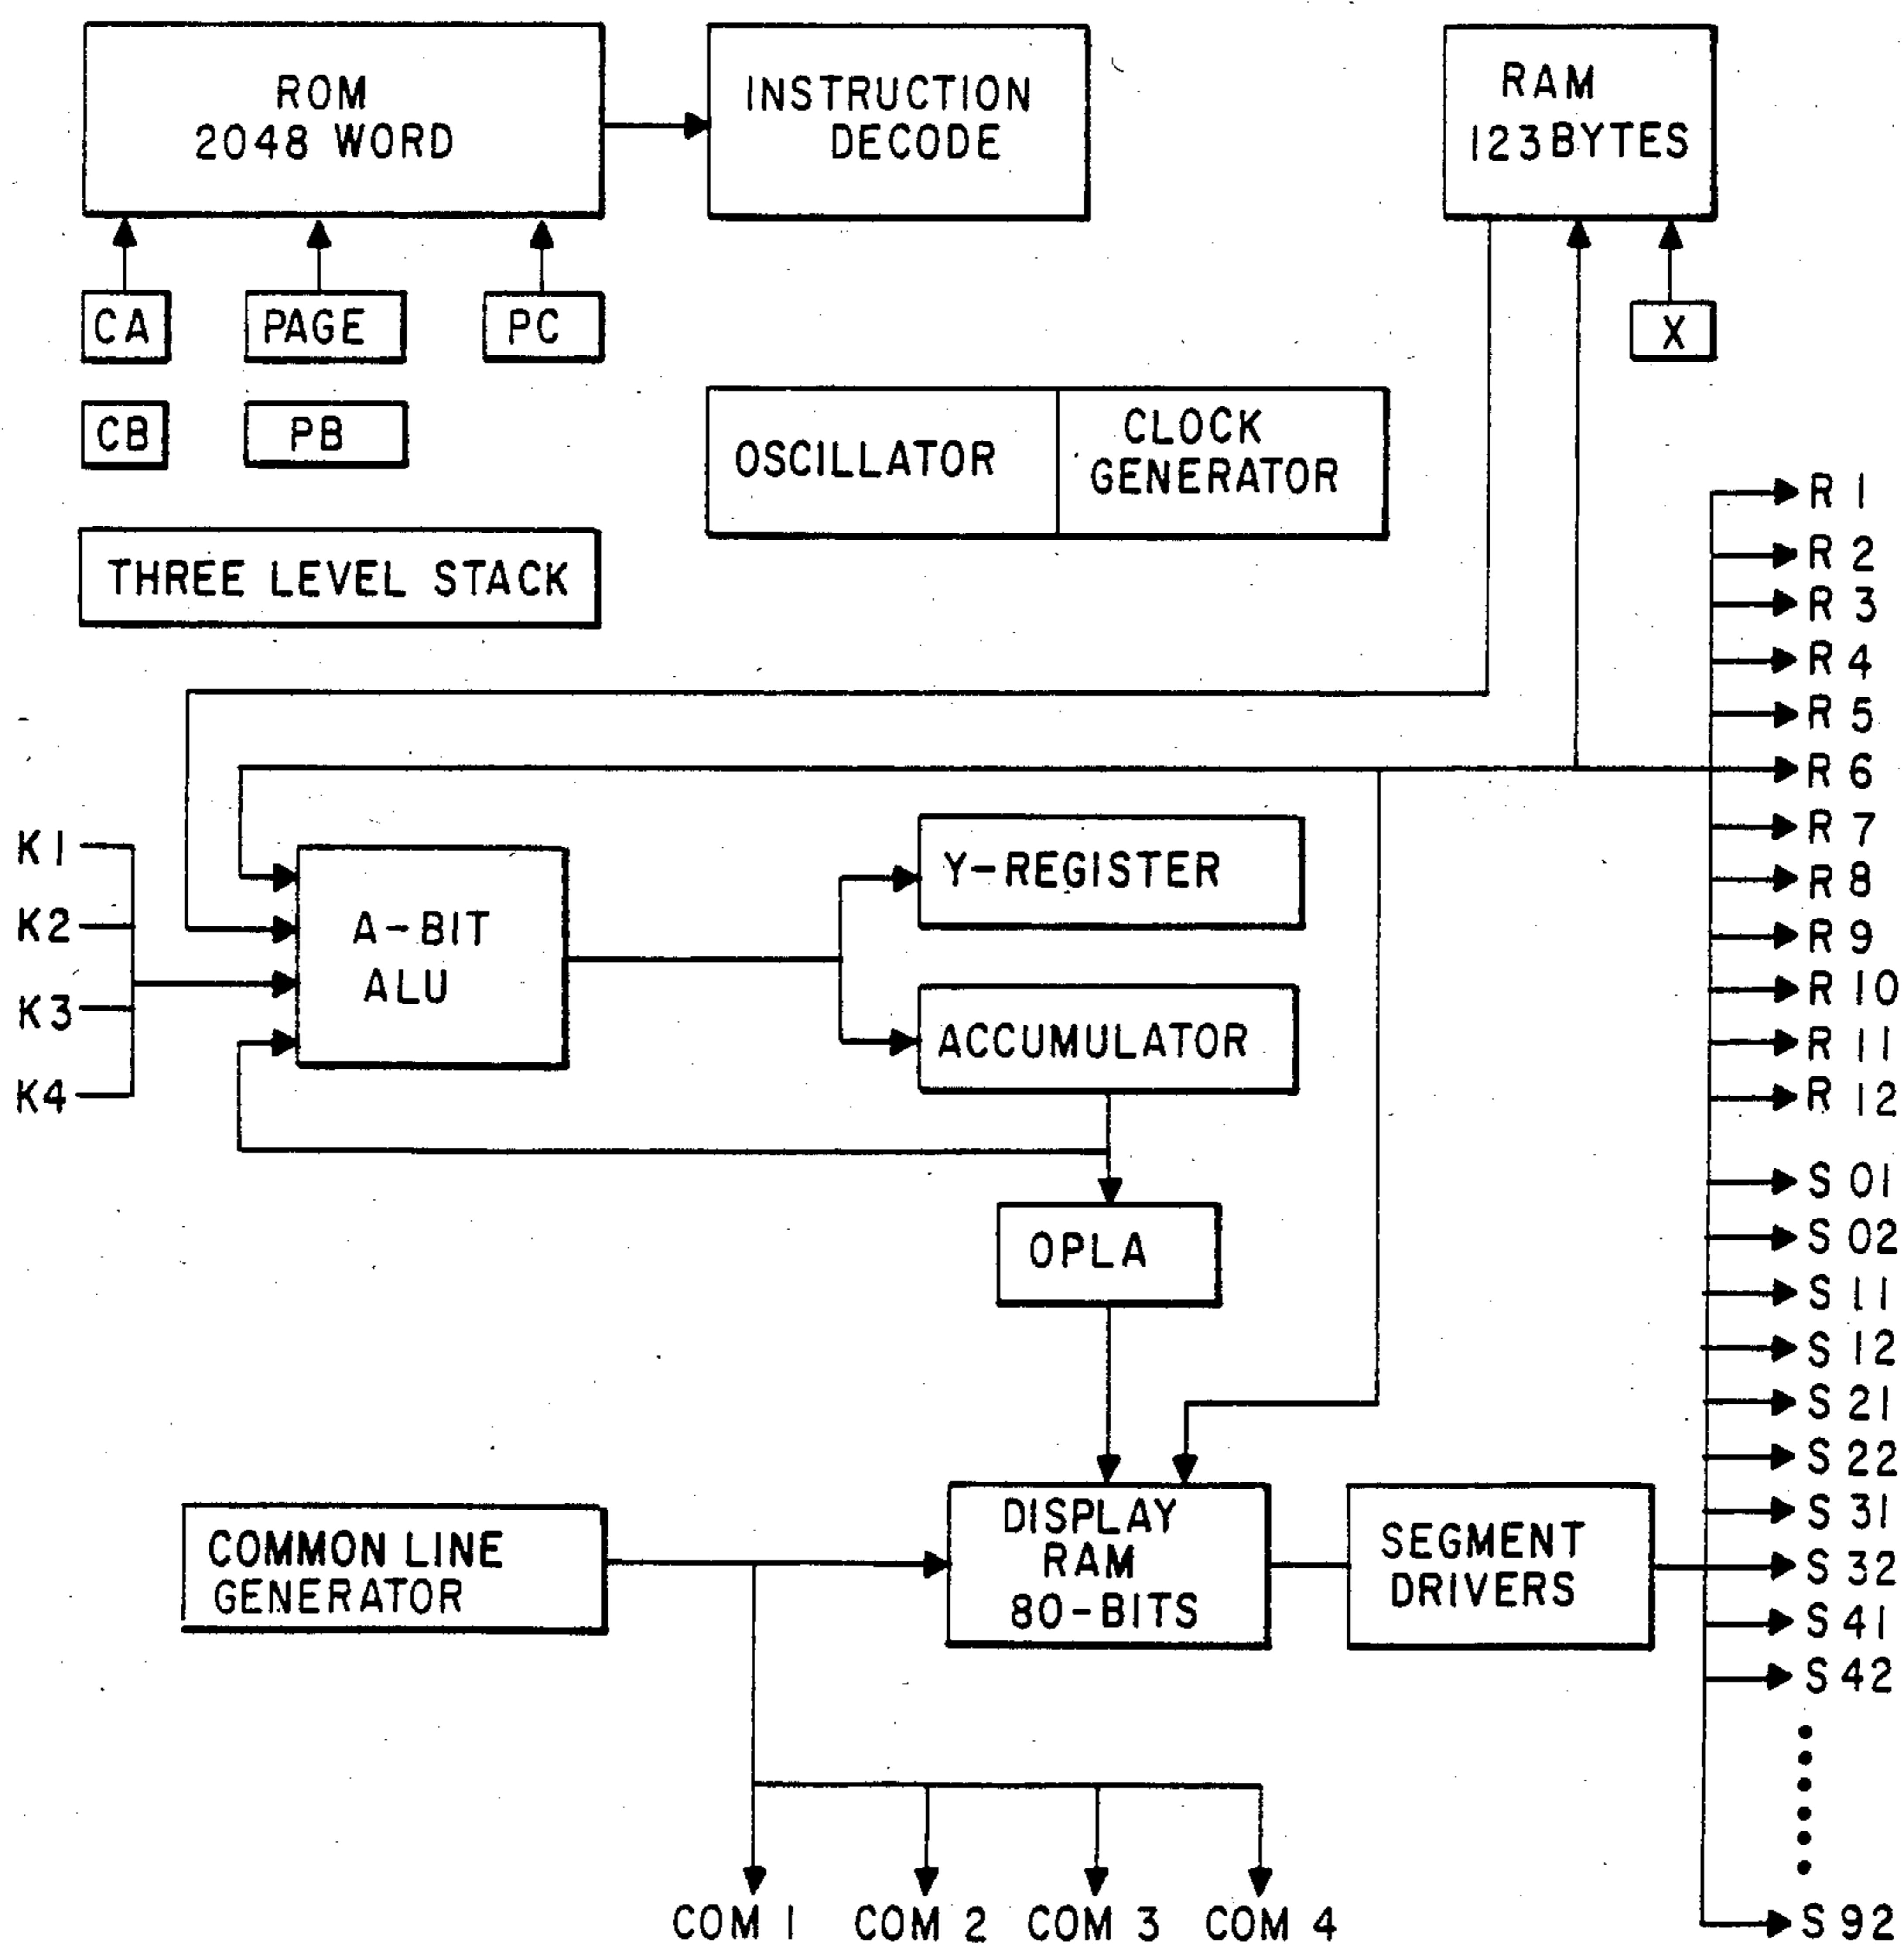 ROM
2048 WORD
INSTRUCTION
DECODE
RAM
123BYTES
CA
PAGE
PC
X
CB
PB
OSCILLATOR
CLOCK
GENERATOR
THREE LEVEL STACK
R 1
R 2
R 3
R 4
R 5
R 6
R 7
R 8
R 9
R 10
R 11
R 12
K1
K2
K3
K4
A-BIT
ALU
Y-REGISTER
ACCUMULATOR
OPLA
S 01
S 02
S 11
S 12
S 21
S 22
S 31
S 32
S 41
S 42
S 92
COMMON LINE
GENERATOR
DISPLAY
RAM
80-BITS
SEGMENT
DRIVERS
COM 1
COM 2
COM 3
COM 4